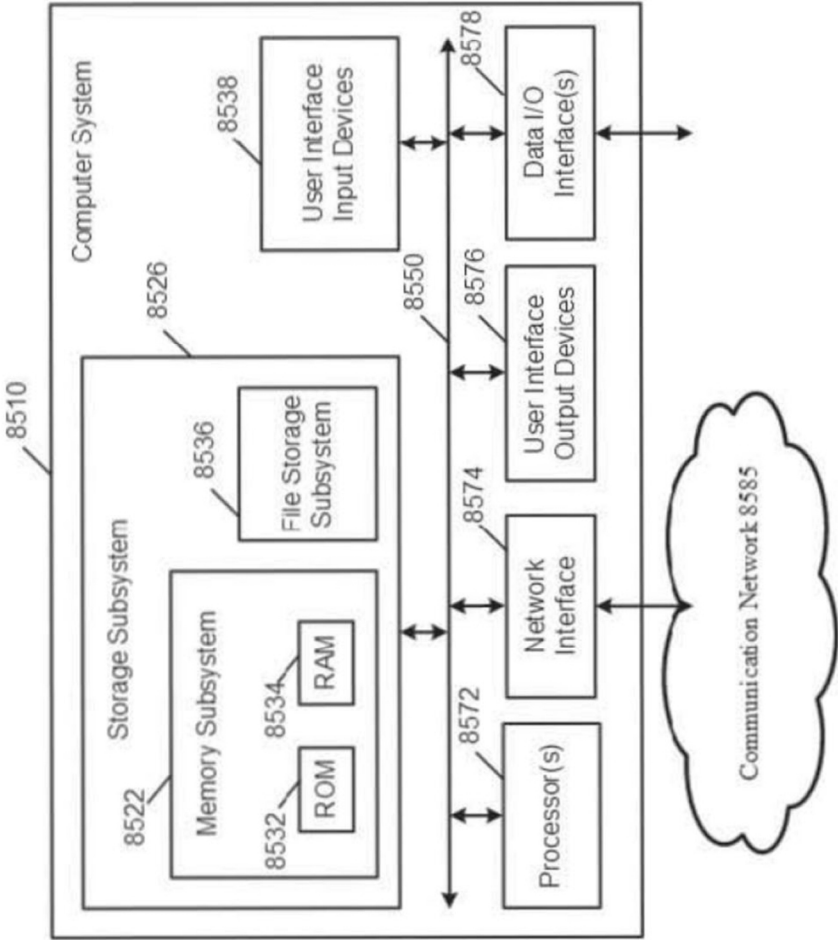 8510
Computer System
Storage Subsystem
8526
8522
Memory Subsystem
8536
8538
8532
8534
ROM
RAM
File Storage
Subsystem
User Interface
Input Devices
8550
8572
8574
8576
8578
Processor(s)
Network
Interface
User Interface
Output Devices
Data I/O
Interface(s)
Communication Network 8585